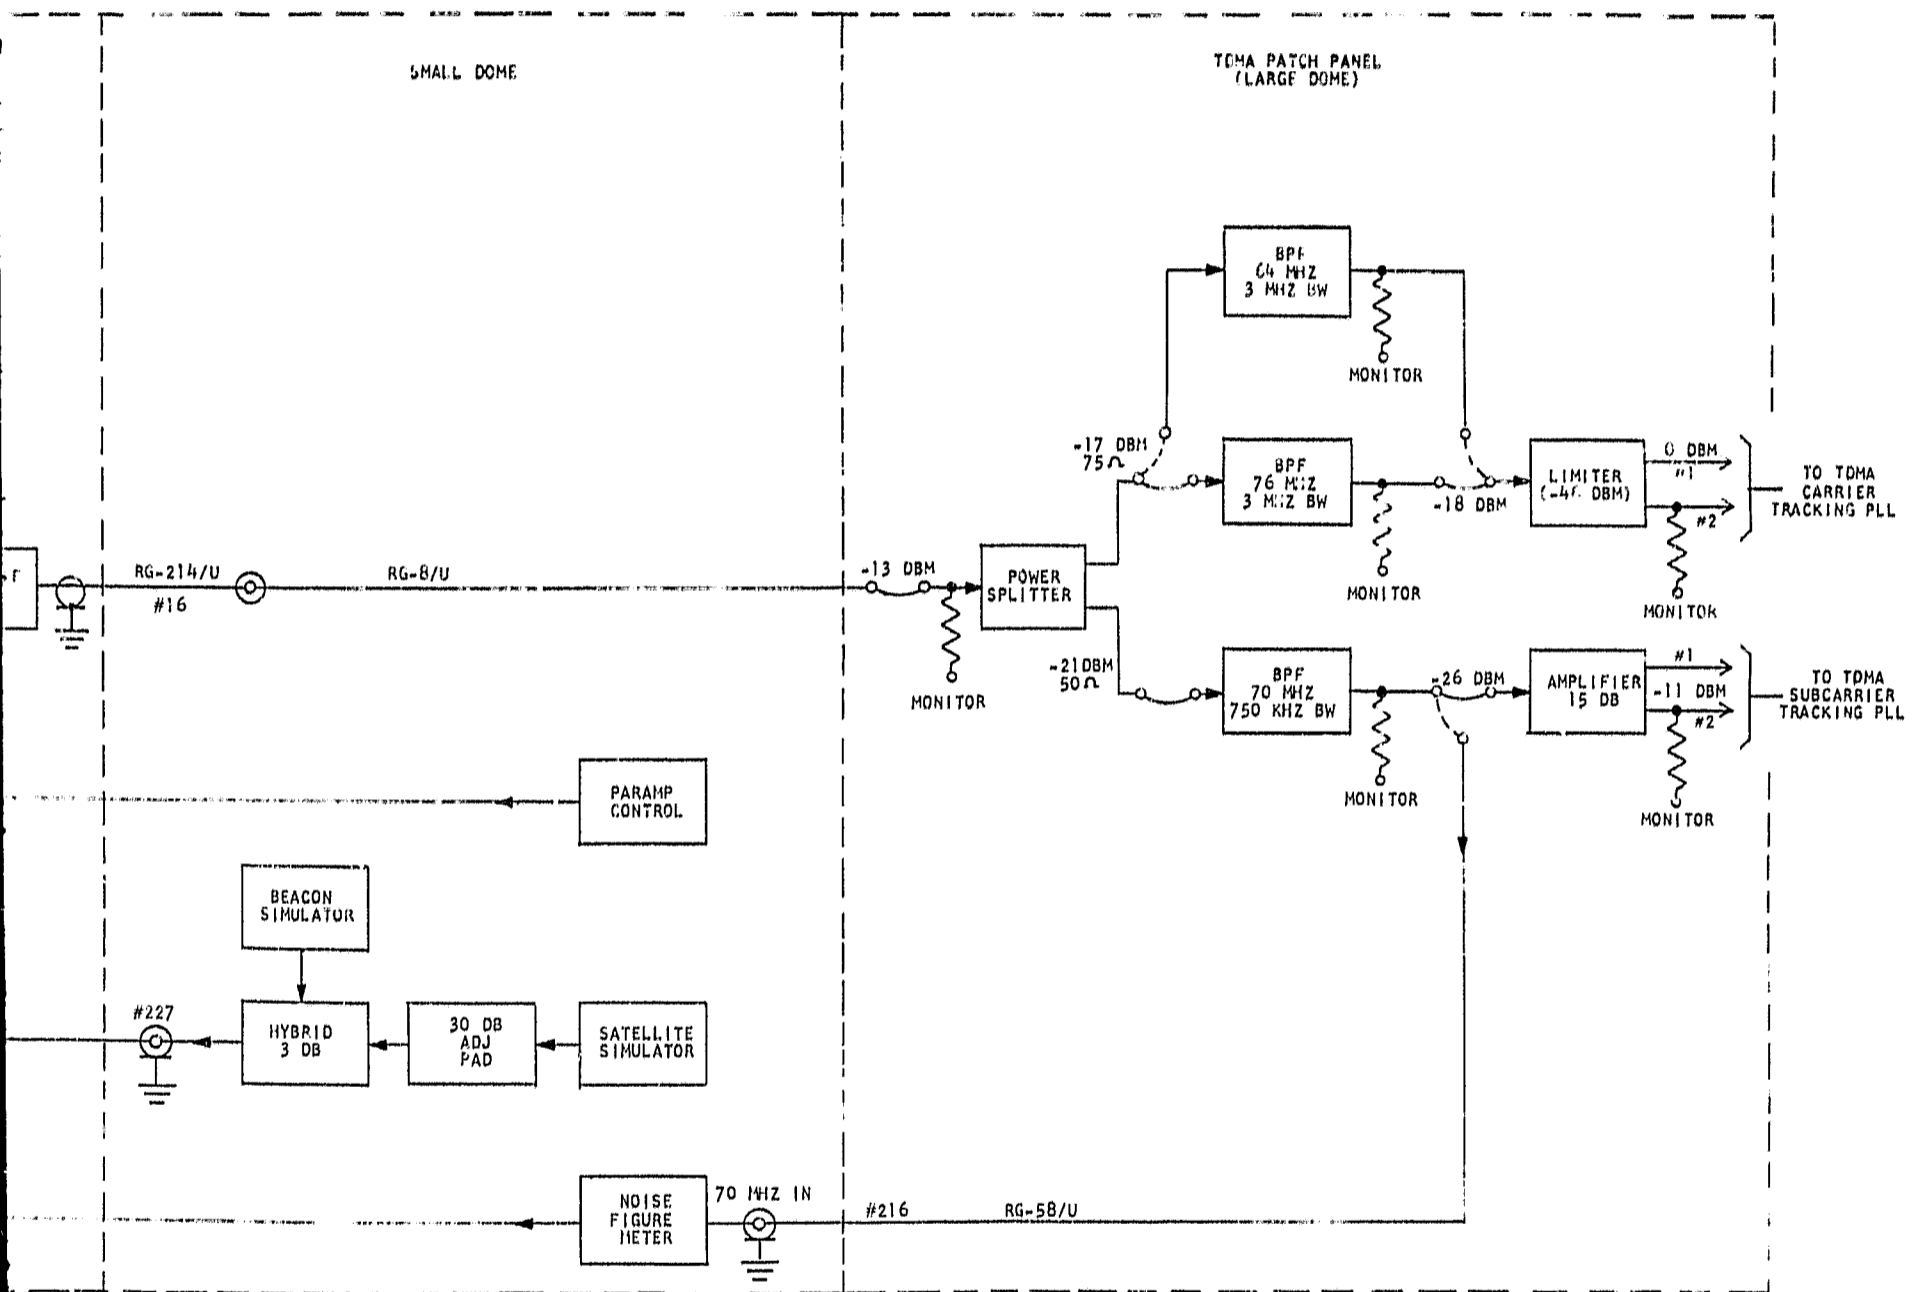 SMALL DOME
TDMA PATCH PANEL
(LARGE DOME)
BPF
64 MHZ
3 MHZ BW
MONITOR
-17 DBM
75Ω
BPF
76 MHZ
3 MHZ BW
MONITOR
-18 DBM
LIMITER
0 DBM
#1
#2
MONITOR
TO TDMA
CARRIER
TRACKING PLL
RG-214/U
#16
RG-8/U
-13 DBM
MONITOR
POWER
SPLITTER
-21DBM
50Ω
BPF
70 MHZ
750 KHZ BW
MONITOR
-26 DBM
AMPLIFIER
15 DB
#1
-11 DBM
#2
MONITOR
TO TDMA
SUBCARRIER
TRACKING PLL
PARAMP
CONTROL
BEACON
SIMULATOR
#227
HYBRID
3 DB
30 DB
ADJ
PAD
SATELLITE
SIMULATOR
NOISE
FIGURE
METER
70 MHZ IN
#216
RG-58/U